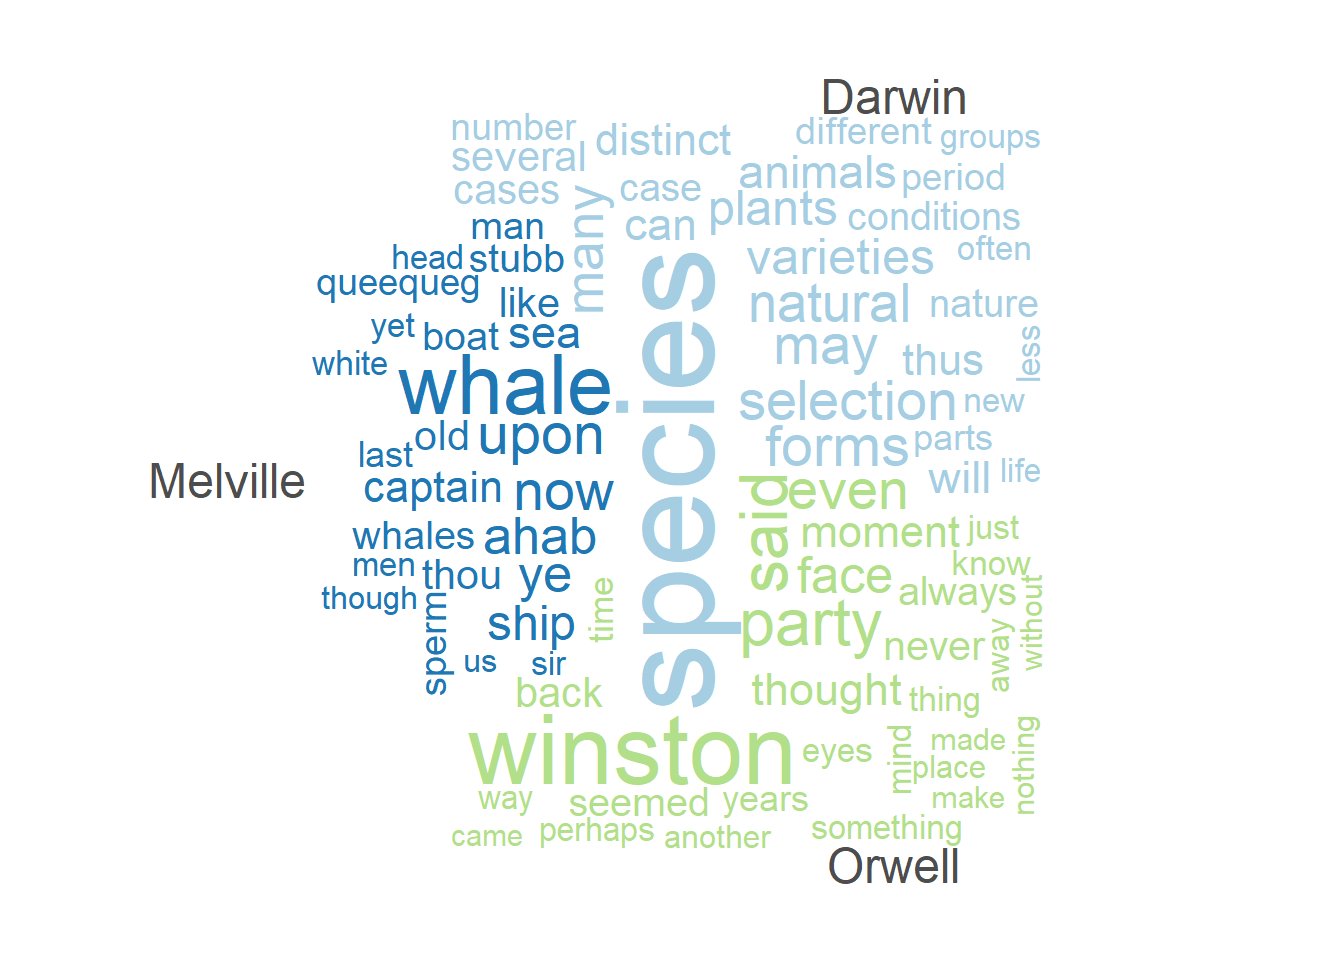 Darwin
number
different
groups
several
distinct
cases
case
animals
period
many
can
plants
conditions
man
stubb
head
varieties
often
queequeg
like
species
natural
nature
yet
boat
sea
may
thus
less
white
whale
selection
new
old
upon
forms
parts
last
will
life
Melville
captain
now
said
even
whales
ahab
moment
just
men
thou
ye
face
know
though
time
always
without
sperm
ship
party
never
away
us
sir
back
thought
thing
winston
eyes
mind
made
place
nothing
way
seemed
years
make
came
perhaps
another
something
Orwell